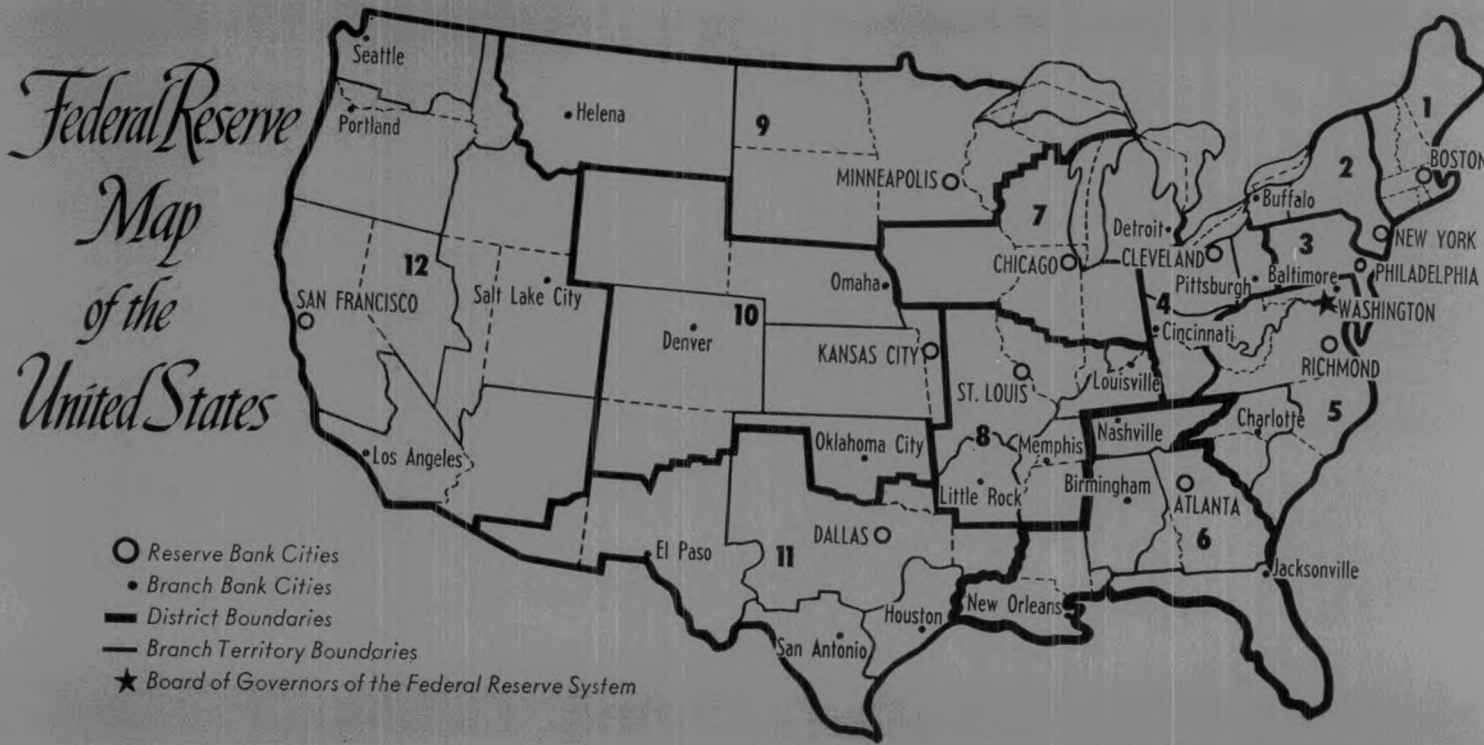 Federal Reserve
Map
of the
United States
Seattle
Portland
Helena
9
MINNEAPOLIS
1
BOSTON
2
Buffalo
NEW YORK
7
Detroit
CLEVELAND
3
PHILADELPHIA
CHICAGO
Pittsburgh
Baltimore
WASHINGTON
12
Salt Lake City
SAN FRANCISCO
Omaha
10
Denver
KANSAS CITY
4
Cincinnati
RICHMOND
ST. LOUIS
Louisville
5
Charlotte
Los Angeles
Oklahoma City
8
Memphis
Nashville
Little Rock
Birmingham
ATLANTA
6
DALLAS
11
El Paso
Jacksonville
Houston
New Orleans
San Antonio
Reserve Bank Cities
Branch Bank Cities
District Boundaries
Branch Territory Boundaries
Board of Governors of the Federal Reserve System